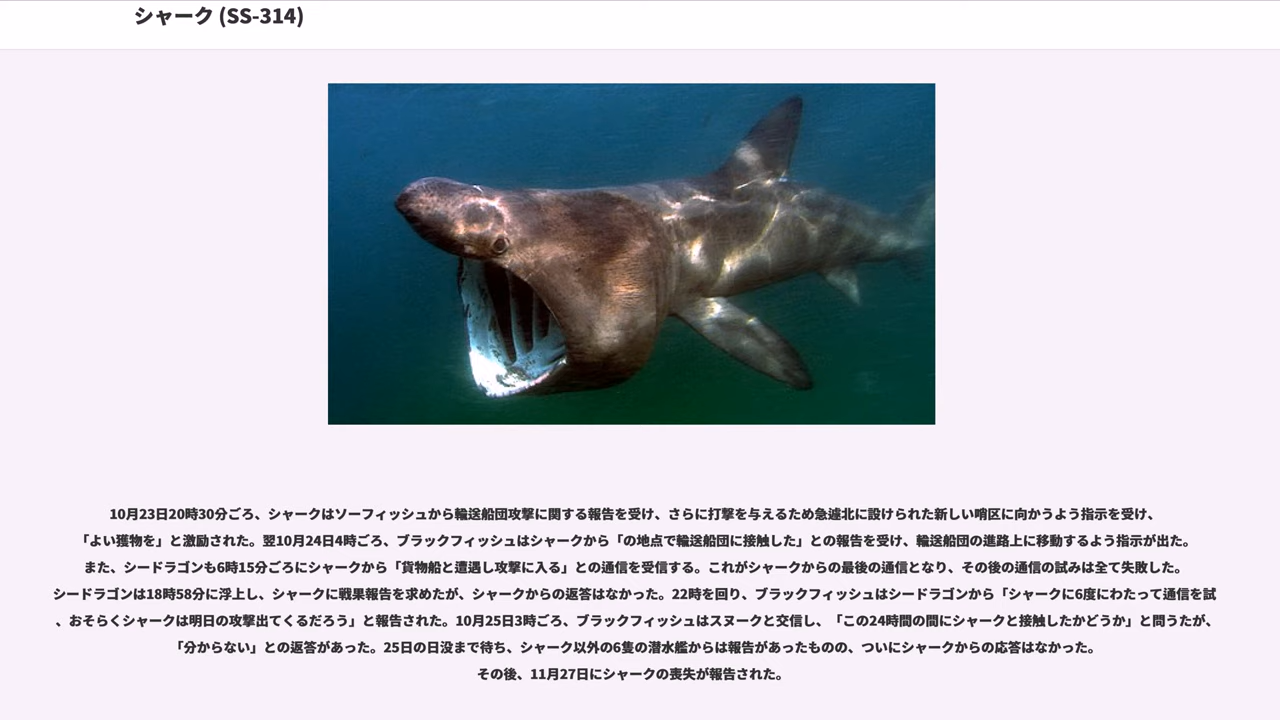 シャーク (SS-314)
10月23日20時30分ごろ、シャークはソーフィッシュから輸送船団攻撃に関する報告を受け、さらに打撃を与えるため急遽北に設けられた新しい哨区に向かうよう指示を受け、
「よい獲物を」と激励された。翌10月24日4時ごろ、ブラックフィッシュはシャークから「の地点で輸送船団に接触した」との報告を受け、輸送船団の進路上に移動するよう指示が出た。
また、シードラゴンも6時15分ごろにシャークから「貨物船と遭遇し攻撃に入る」との通信を受信する。これがシャークからの最後の通信となり、その後の通信の試みは全て失敗した。
シードラゴンは18時58分に浮上し、シャークに戦果報告を求めたが、シャークからの返答はなかった。22時を回り、ブラックフィッシュはシードラゴンから「シャークに6度にわたって通信を試
、おそらくシャークは明日の攻撃出てくるだろう」と報告された。10月25日3時ごろ、ブラックフィッシュはスヌークと交信し、「この24時間の間にシャークと接触したかどうか」と問うたが、
「分からない」との返答があった。25日の日没まで待ち、シャーク以外の6隻の潜水艦からは報告があったものの、ついにシャークからの応答はなかった。
その後、11月27日にシャークの喪失が報告された。